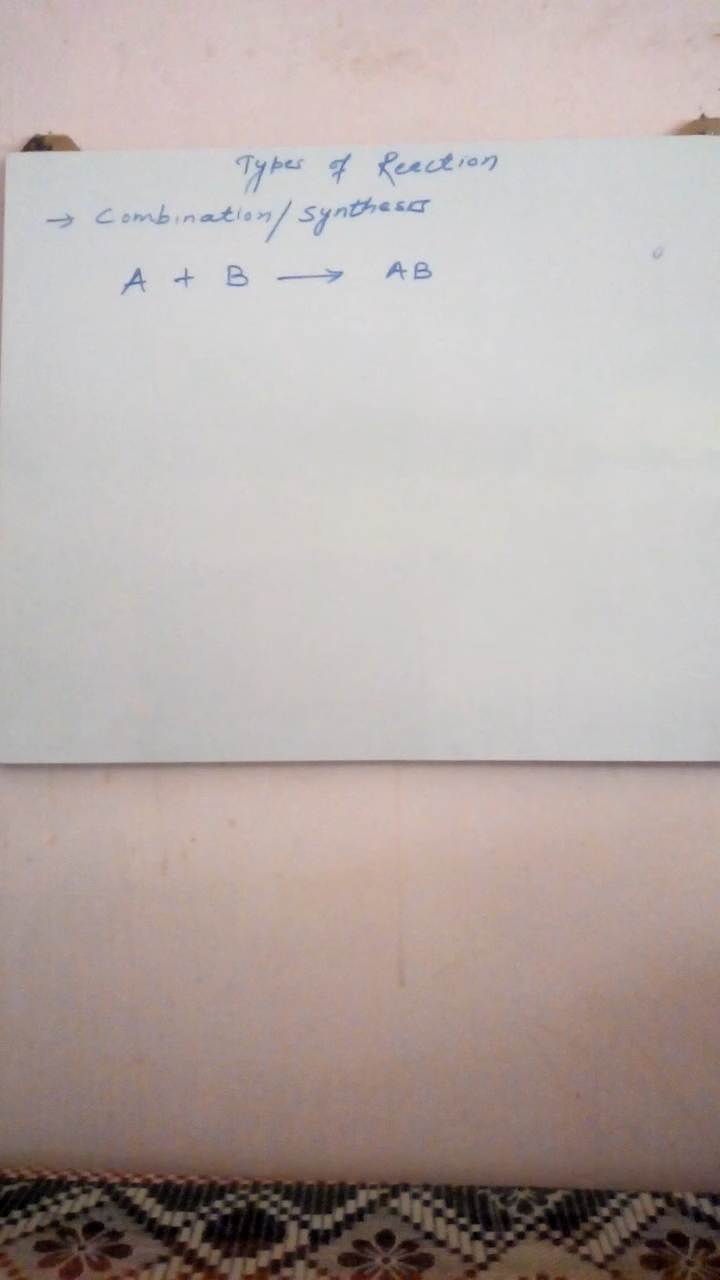 Types of Reaction
→ Combination/Synthesis
A + B ⟶ AB